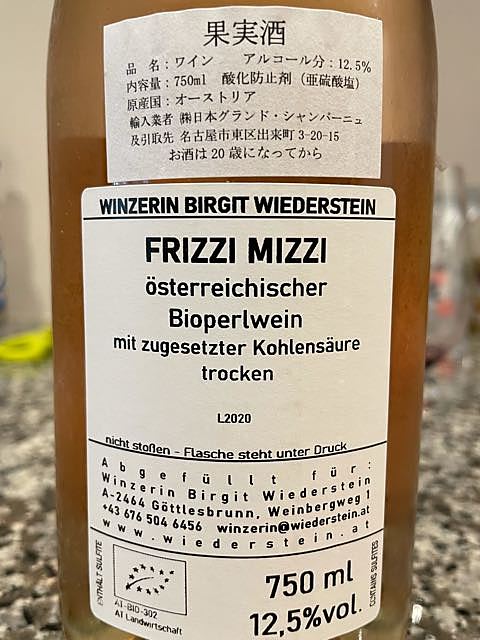 果実酒
品 名：ワイン アルコール分：12.5%
内容量：750ml 酸化防止剤（亜硫酸塩）
原産国：オーストリア
輸入業者 ㈱日本グランド・シャンパーニュ
及引取先 名古屋市東区出来町3-20-15
お酒は20歳になってから
WINZERIN BIRGIT WIEDERSTEIN
FRIZZI MIZZI
österreichischer
Bioperlwein
mit zugesetzter Kohlensäure
trocken
L2020
nicht stoßen - Flasche steht unter Druck
Abgefüllt für:
Winzerin Birgit Wiederstein
A-2464 Göttlesbrunn, Weinbergweg 1
+43 676 504 6456 winzerin@wiederstein.at
www.wiederstein.at
ENTHÄLT SULFITE
AT-BIO-302
AT Landwirtschaft
750 ml
12,5%vol.
CONTAINS SULFITES